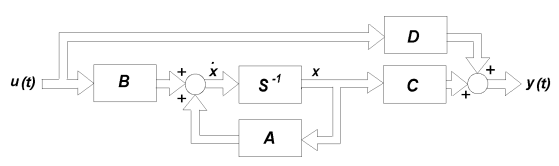 D
u(t) B + ẋ S⁻¹ x C + y(t)
+ +
A